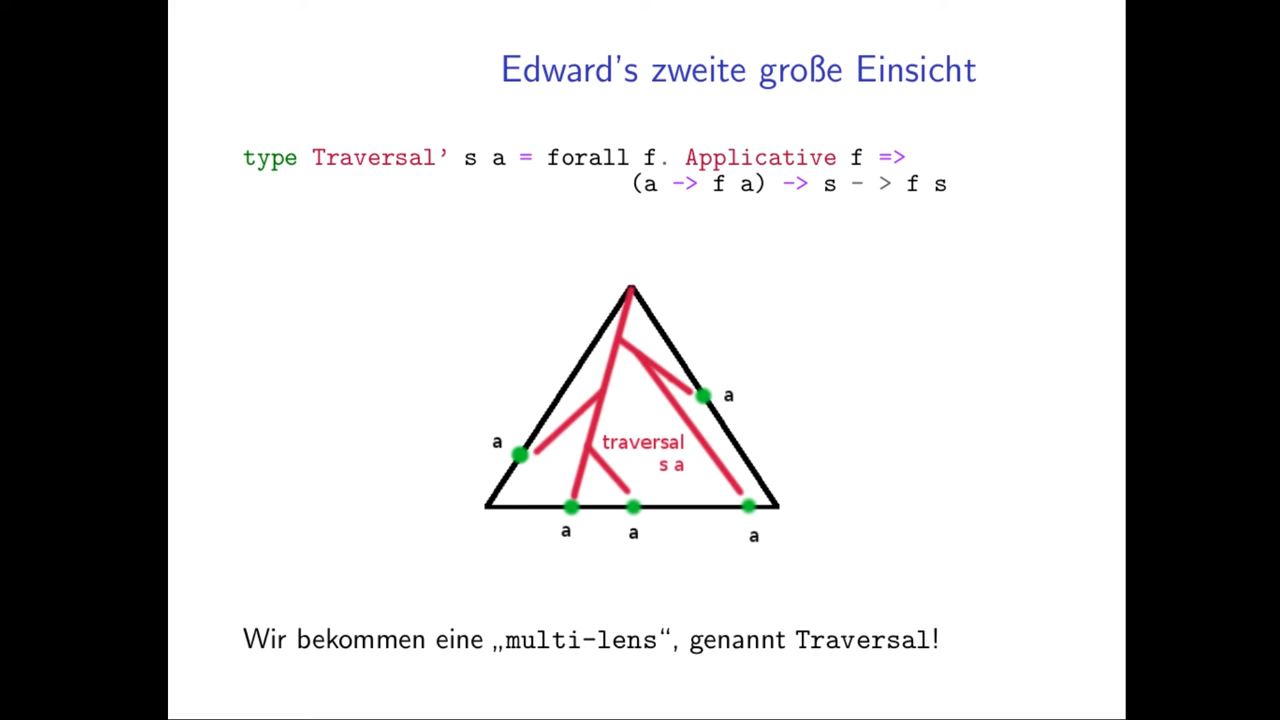 Edward's zweite große Einsicht
type Traversal’ s a = forall f. Applicative f =>
(a -> f a) -> s - > f s
a
a
traversal
s a
a
a
a
Wir bekommen eine „multi-lens“, genannt Traversal!